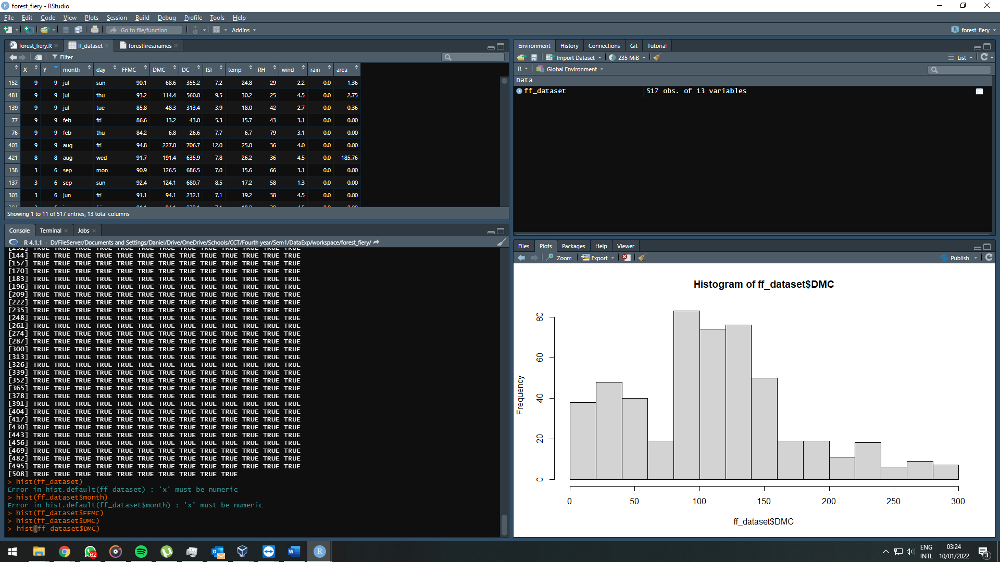 forest_fiery - RStudio
File Edit Code View Plots Session Build Debug Profile Tools Help
Go to file/function Addins forest_fiery
forest_fiery.R ff_dataset forestfires.names
Filter
X Y month day FFMC DMC DC ISI temp RH wind rain area
152 9 9 jul sun 90.1 68.6 355.2 7.2 24.8 29 2.2 0.0 1.36
481 9 9 jul thu 93.2 114.4 560.0 9.5 30.2 25 4.5 0.0 2.75
139 9 9 jul tue 85.8 48.3 313.4 3.9 18.0 42 2.7 0.0 0.36
77 9 9 feb fri 86.6 13.2 43.0 5.3 15.7 43 3.1 0.0 0.00
76 9 9 feb thu 84.2 6.8 26.6 7.7 6.7 79 3.1 0.0 0.00
403 9 9 aug fri 94.8 227.0 706.7 12.0 25.0 36 4.0 0.0 0.00
421 8 8 aug wed 91.7 191.4 635.9 7.8 26.2 36 4.5 0.0 185.76
138 3 6 sep mon 90.9 126.5 686.5 7.0 15.6 66 3.1 0.0 0.00
137 3 6 sep sun 92.4 124.1 680.7 8.5 17.2 58 1.3 0.0 0.00
303 3 6 jun fri 91.1 94.1 232.1 7.1 19.2 38 4.5 0.0 0.00
Showing 1 to 11 of 517 entries, 13 total columns
Console Terminal Jobs
R 4.1.1 · D:/FileServer/Documents and Settings/Daniel/Drive/OneDrive/Schools/CCT/Fourth year/Sem1/DataExp/workspace/forest_fiery/
[131] TRUE TRUE TRUE TRUE TRUE TRUE TRUE TRUE TRUE TRUE TRUE TRUE TRUE
[144] TRUE TRUE TRUE TRUE TRUE TRUE TRUE TRUE TRUE TRUE TRUE TRUE TRUE
[157] TRUE TRUE TRUE TRUE TRUE TRUE TRUE TRUE TRUE TRUE TRUE TRUE TRUE
[170] TRUE TRUE TRUE TRUE TRUE TRUE TRUE TRUE TRUE TRUE TRUE TRUE TRUE
[183] TRUE TRUE TRUE TRUE TRUE TRUE TRUE TRUE TRUE TRUE TRUE TRUE TRUE
[196] TRUE TRUE TRUE TRUE TRUE TRUE TRUE TRUE TRUE TRUE TRUE TRUE TRUE
[209] TRUE TRUE TRUE TRUE TRUE TRUE TRUE TRUE TRUE TRUE TRUE TRUE TRUE
[222] TRUE TRUE TRUE TRUE TRUE TRUE TRUE TRUE TRUE TRUE TRUE TRUE TRUE
[235] TRUE TRUE TRUE TRUE TRUE TRUE TRUE TRUE TRUE TRUE TRUE TRUE TRUE
[248] TRUE TRUE TRUE TRUE TRUE TRUE TRUE TRUE TRUE TRUE TRUE TRUE TRUE
[261] TRUE TRUE TRUE TRUE TRUE TRUE TRUE TRUE TRUE TRUE TRUE TRUE TRUE
[274] TRUE TRUE TRUE TRUE TRUE TRUE TRUE TRUE TRUE TRUE TRUE TRUE TRUE
[287] TRUE TRUE TRUE TRUE TRUE TRUE TRUE TRUE TRUE TRUE TRUE TRUE TRUE
[300] TRUE TRUE TRUE TRUE TRUE TRUE TRUE TRUE TRUE TRUE TRUE TRUE TRUE
[313] TRUE TRUE TRUE TRUE TRUE TRUE TRUE TRUE TRUE TRUE TRUE TRUE TRUE
[326] TRUE TRUE TRUE TRUE TRUE TRUE TRUE TRUE TRUE TRUE TRUE TRUE TRUE
[339] TRUE TRUE TRUE TRUE TRUE TRUE TRUE TRUE TRUE TRUE TRUE TRUE TRUE
[352] TRUE TRUE TRUE TRUE TRUE TRUE TRUE TRUE TRUE TRUE TRUE TRUE TRUE
[365] TRUE TRUE TRUE TRUE TRUE TRUE TRUE TRUE TRUE TRUE TRUE TRUE TRUE
[378] TRUE TRUE TRUE TRUE TRUE TRUE TRUE TRUE TRUE TRUE TRUE TRUE TRUE
[391] TRUE TRUE TRUE TRUE TRUE TRUE TRUE TRUE TRUE TRUE TRUE TRUE TRUE
[404] TRUE TRUE TRUE TRUE TRUE TRUE TRUE TRUE TRUE TRUE TRUE TRUE TRUE
[417] TRUE TRUE TRUE TRUE TRUE TRUE TRUE TRUE TRUE TRUE TRUE TRUE TRUE
[430] TRUE TRUE TRUE TRUE TRUE TRUE TRUE TRUE TRUE TRUE TRUE TRUE TRUE
[443] TRUE TRUE TRUE TRUE TRUE TRUE TRUE TRUE TRUE TRUE TRUE TRUE TRUE
[456] TRUE TRUE TRUE TRUE TRUE TRUE TRUE TRUE TRUE TRUE TRUE TRUE TRUE
[469] TRUE TRUE TRUE TRUE TRUE TRUE TRUE TRUE TRUE TRUE TRUE TRUE TRUE
[482] TRUE TRUE TRUE TRUE TRUE TRUE TRUE TRUE TRUE TRUE TRUE TRUE TRUE
[495] TRUE TRUE TRUE TRUE TRUE TRUE TRUE TRUE TRUE TRUE TRUE TRUE TRUE
[508] TRUE TRUE TRUE TRUE TRUE TRUE TRUE TRUE TRUE TRUE
> hist(ff_dataset)
Error in hist.default(ff_dataset) : 'x' must be numeric
> hist(ff_dataset$month)
Error in hist.default(ff_dataset$month) : 'x' must be numeric
> hist(ff_dataset$FFMC)
> hist(ff_dataset$DMC)
> hist(ff_dataset$DMC)
Environment History Connections Git Tutorial
Import Dataset 235 MiB List
R Global Environment
Data
ff_dataset 517 obs. of 13 variables
Files Plots Packages Help Viewer
Zoom Export Publish
Histogram of ff_dataset$DMC
Frequency
80
60
40
20
0
0 50 100 150 200 250 300
ff_dataset$DMC
62
ENG
INTL
03:24
10/01/2022
3